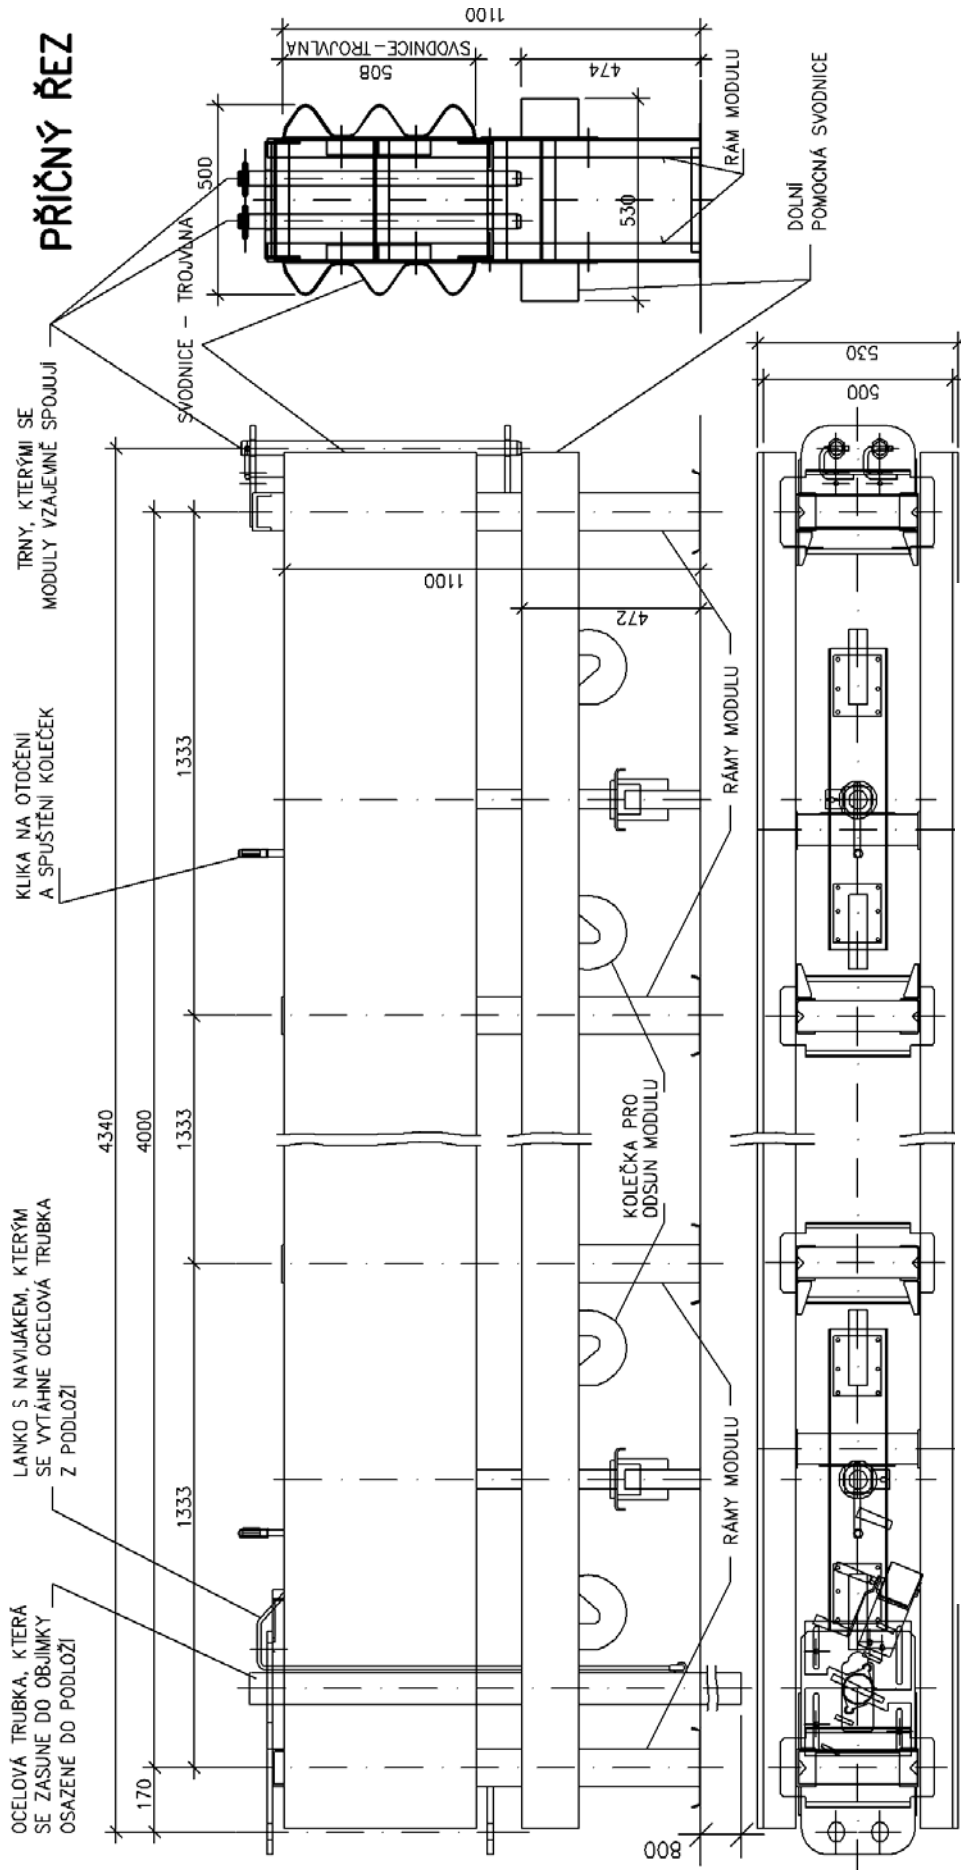 PŘÍČNÝ ŘEZ
OCELOVÁ TRUBKA, KTERÁ
SE ZASUNE DO OBJÍMKY
OSAZENÉ DO PODLOŽÍ
LANKO S NAVIJÁKEM, KTERÝM
SE VYTÁHNE OCELOVÁ TRUBKA
Z PODLOŽÍ
KLIKA NA OTOČENÍ
A SPUŠTĚNÍ KOLEČEK
TRNY, KTERÝMI SE
MODULY VZÁJEMNĚ SPOJUJÍ
4340
170
4000
1333
1333
1333
SVODNICE - TROJVLNA
500
508
SVODNICE-TROJVLNA
1100
474
530
RÁM MODULU
DOLNÍ
POMOCNÁ SVODNICE
1100
472
KOLEČKA PRO
ODSUN MODULU
RÁMY MODULU
RÁMY MODULU
RÁMY MODULU
800
530
500